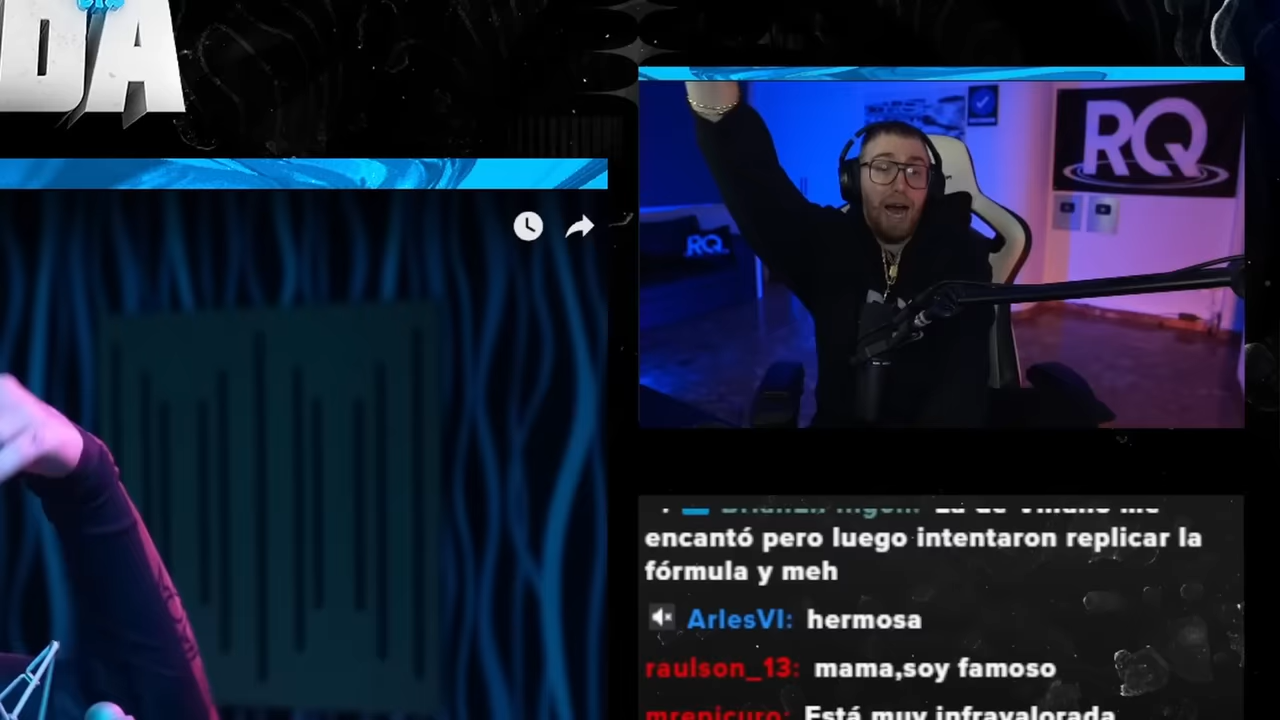 DA
RQ
RQ
encantó pero luego intentaron replicar la
fórmula y meh
ArlesVI: hermosa
raulson_13: mama,soy famoso
mrepicuro: Está muy infravalorada